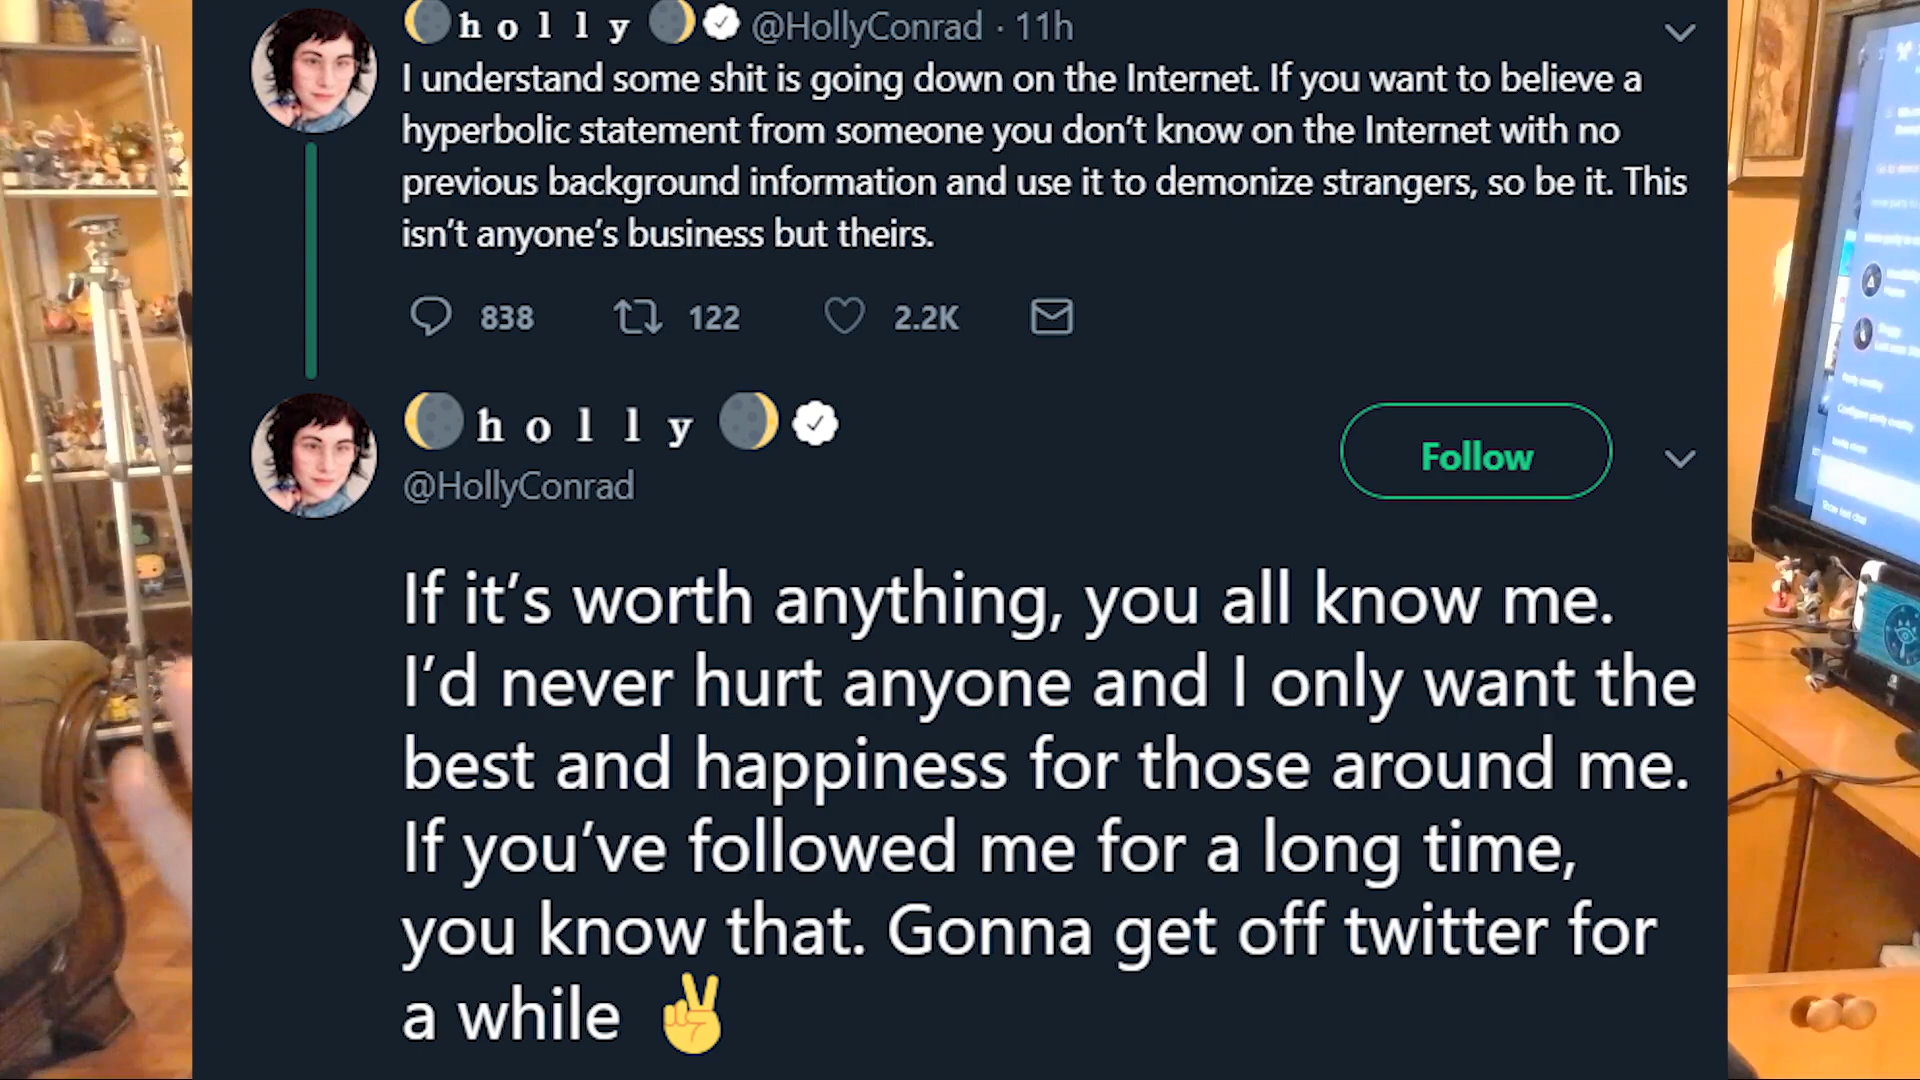 🌘 h o l l y 🌒 @HollyConrad · 11h
I understand some shit is going down on the Internet. If you want to believe a
hyperbolic statement from someone you don’t know on the Internet with no
previous background information and use it to demonize strangers, so be it. This
isn’t anyone’s business but theirs.
838 122 2.2K
🌘 h o l l y 🌒
@HollyConrad
Follow
If it’s worth anything, you all know me.
I’d never hurt anyone and I only want the
best and happiness for those around me.
If you’ve followed me for a long time,
you know that. Gonna get off twitter for
a while ✌